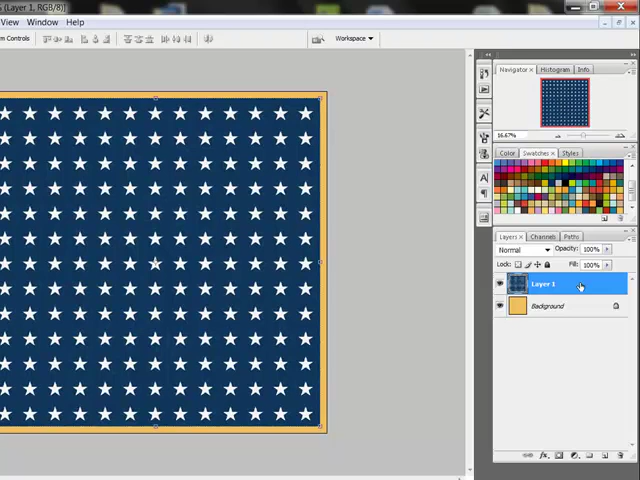 (Layer 1, RGB/8)]
View Window Help
m Controls
Workspace
Navigator × Histogram Info
16.67%
Color Swatches × Styles
Layers × Channels Paths
Normal Opacity: 100%
Lock: Fill: 100%
Layer 1
Background